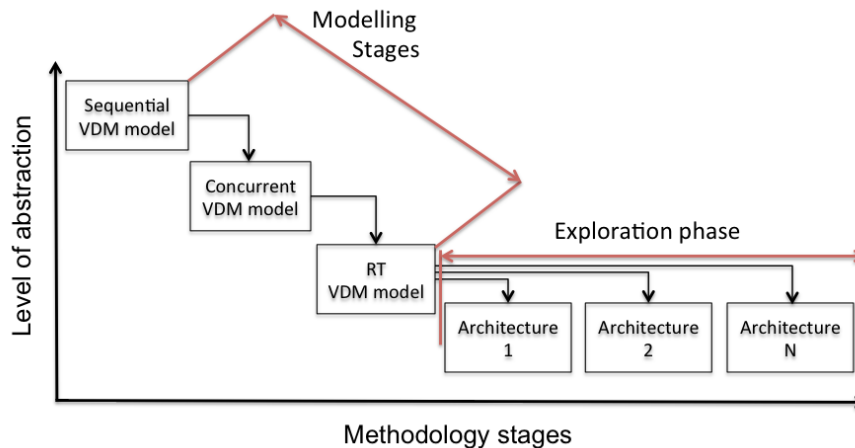 Modelling
Stages
Level of abstraction
Sequential
VDM model
Concurrent
VDM model
RT
VDM model
Exploration phase
Architecture
1
Architecture
2
Architecture
N
Methodology stages